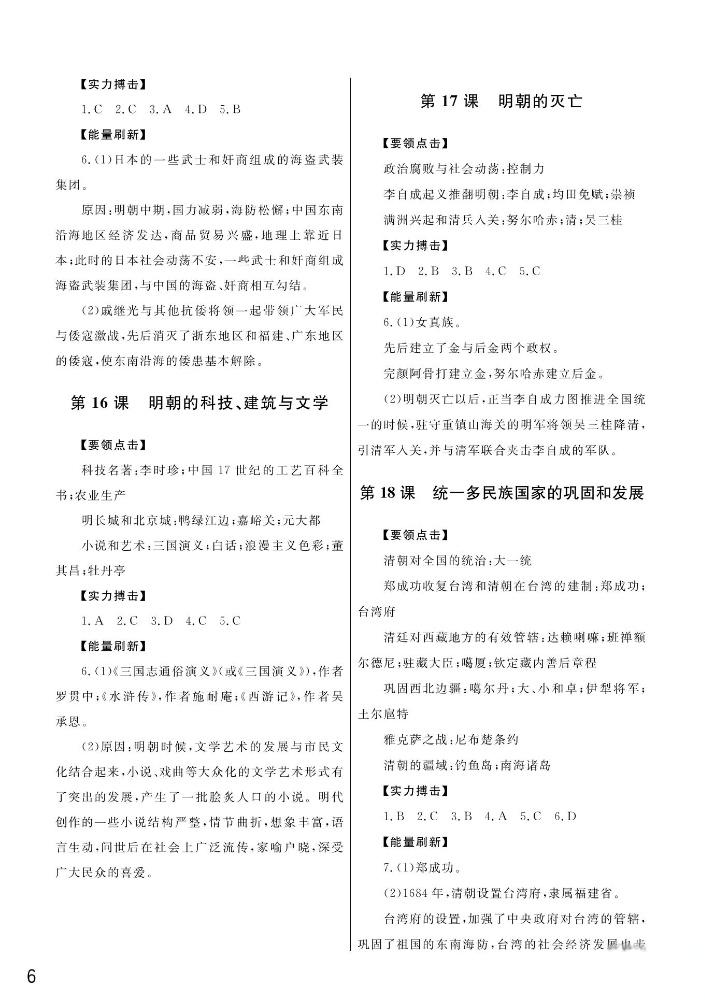 【实力搏击】
1.C 2.C 3.A 4.D 5.B
【能量刷新】
6.(1)日本的一些武士和奸商组成的海盗武装
集团。
原因:明朝中期,国力减弱,海防松懈;中国东南
沿海地区经济发达,商品贸易兴盛,地理上靠近日
本;此时的日本社会动荡不安,一些武士和奸商组成
海盗武装集团,与中国的海盗、奸商相互勾结。
(2)戚继光与其他抗倭将领一起带领广大军民
与倭寇激战,先后消灭了浙东地区和福建、广东地区
的倭寇,使东南沿海的倭患基本解除。
第16课 明朝的科技、建筑与文学
【要领点击】
科技名著:李时珍;中国17世纪的工艺百科全
书;农业生产
明长城和北京城:鸭绿江边;嘉峪关;元大都
小说和艺术:三国演义;白话;浪漫主义色彩;董
其昌;牡丹亭
【实力搏击】
1.A 2.C 3.D 4.C 5.C
【能量刷新】
6.(1)《三国志通俗演义》(或《三国演义》),作者
罗贯中;《水浒传》,作者施耐庵;《西游记》,作者吴
承恩。
(2)原因:明朝时候,文学艺术的发展与市民文
化结合起来,小说、戏曲等大众化的文学艺术形式有
了突出的发展,产生了一批脍炙人口的小说。明代
创作的一些小说结构严整,情节曲折,想象丰富,语
言生动,问世后在社会上广泛流传,家喻户晓,深受
广大民众的喜爱。
第17课 明朝的灭亡
【要领点击】
政治腐败与社会动荡:控制力
李自成起义推翻明朝:李自成;均田免赋;崇祯
满洲兴起和清兵入关:努尔哈赤;清;吴三桂
【实力搏击】
1.D 2.B 3.B 4.C 5.C
【能量刷新】
6.(1)女真族。
先后建立了金与后金两个政权。
完颜阿骨打建立金,努尔哈赤建立后金。
(2)明朝灭亡以后,正当李自成力图推进全国统
一的时候,驻守重镇山海关的明军将领吴三桂降清,
引清军入关,并与清军联合夹击李自成的军队。
第18课 统一多民族国家的巩固和发展
【要领点击】
清朝对全国的统治:大一统
郑成功收复台湾和清朝在台湾的建制:郑成功;
台湾府
清廷对西藏地方的有效管辖:达赖喇嘛;班禅额
尔德尼;驻藏大臣;噶厦;钦定藏内善后章程
巩固西北边疆:噶尔丹;大、小和卓;伊犁将军;
土尔扈特
雅克萨之战:尼布楚条约
清朝的疆域:钓鱼岛;南海诸岛
【实力搏击】
1.B 2.C 3.B 4.A 5.C 6.D
【能量刷新】
7.(1)郑成功。
(2)1684年,清朝设置台湾府,隶属福建省。
台湾府的设置,加强了中央政府对台湾的管辖,
巩固了祖国的东南海防,台湾的社会经济发展也步
6